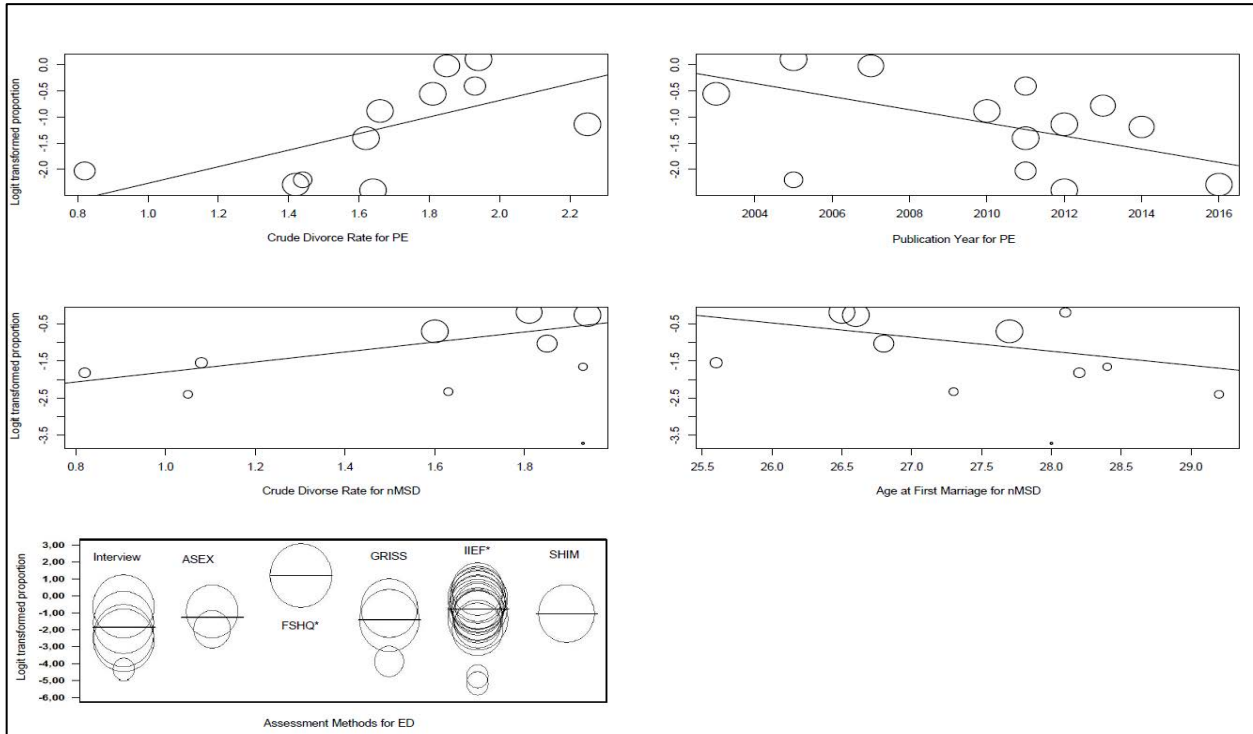 Logit transformed proportion
0.0
-0.5
-1.0
-1.5
-2.0
0.8 1.0 1.2 1.4 1.6 1.8 2.0 2.2
Crude Divorce Rate for PE
0.0
-0.5
-1.0
-1.5
-2.0
2004 2006 2008 2010 2012 2014 2016
Publication Year for PE
Logit transformed proportion
-0.5
-1.5
-2.5
-3.5
0.8 1.0 1.2 1.4 1.6 1.8
Crude Divorse Rate for nMSD
-0.5
-1.5
-2.5
-3.5
25.5 26.0 26.5 27.0 27.5 28.0 28.5 29.0
Age at First Marriage for nMSD
Logit transformed proportion
3,00
2,00
1,00
0,00
-1,00
-2,00
-3,00
-4,00
-5,00
-6,00
Interview ASEX GRISS IIEF* SHIM
FSHQ*
Assessment Methods for ED